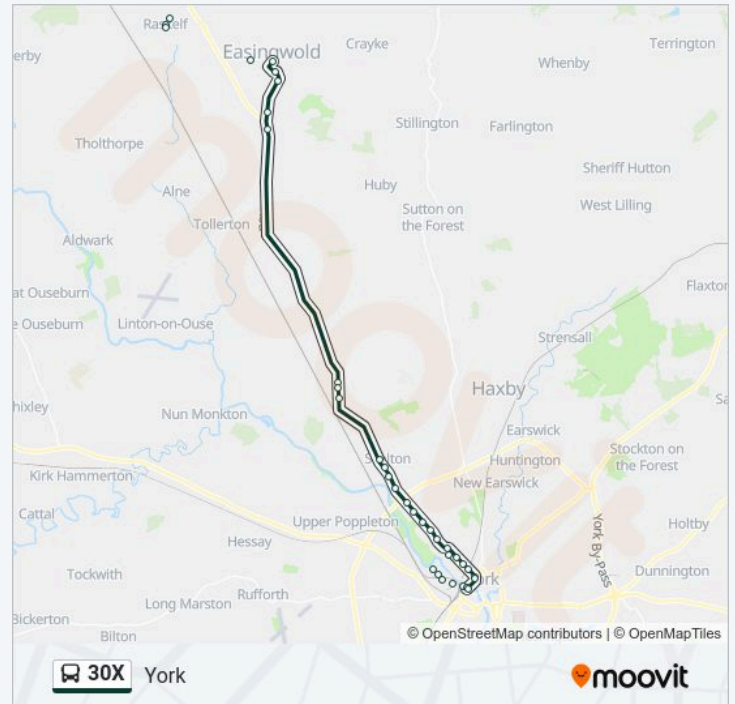 Raskelf
Easingwold
Crayke
Terrington
erby
Whenby
Stillington
Farlington
Tholthorpe
Sheriff Hutton
Alne
Huby
West Lilling
Sutton on
the Forest
Tollerton
Aldwark
at Ouseburn
Flaxton
e Ouseburn
Linton-on-Ouse
Strensall
Haxby
hixley
Nun Monkton
Earswick
Skelton
Huntington
Stockton on
the Forest
Kirk Hammerton
New Earswick
Cattal
Upper Poppleton
Holtby
Hessay
York By-Pass
Tockwith
York
Dunnington
Rufforth
Long Marston
Bickerton
Bilton
moovit
© OpenStreetMap contributors | © OpenMapTiles
30X York
moovit